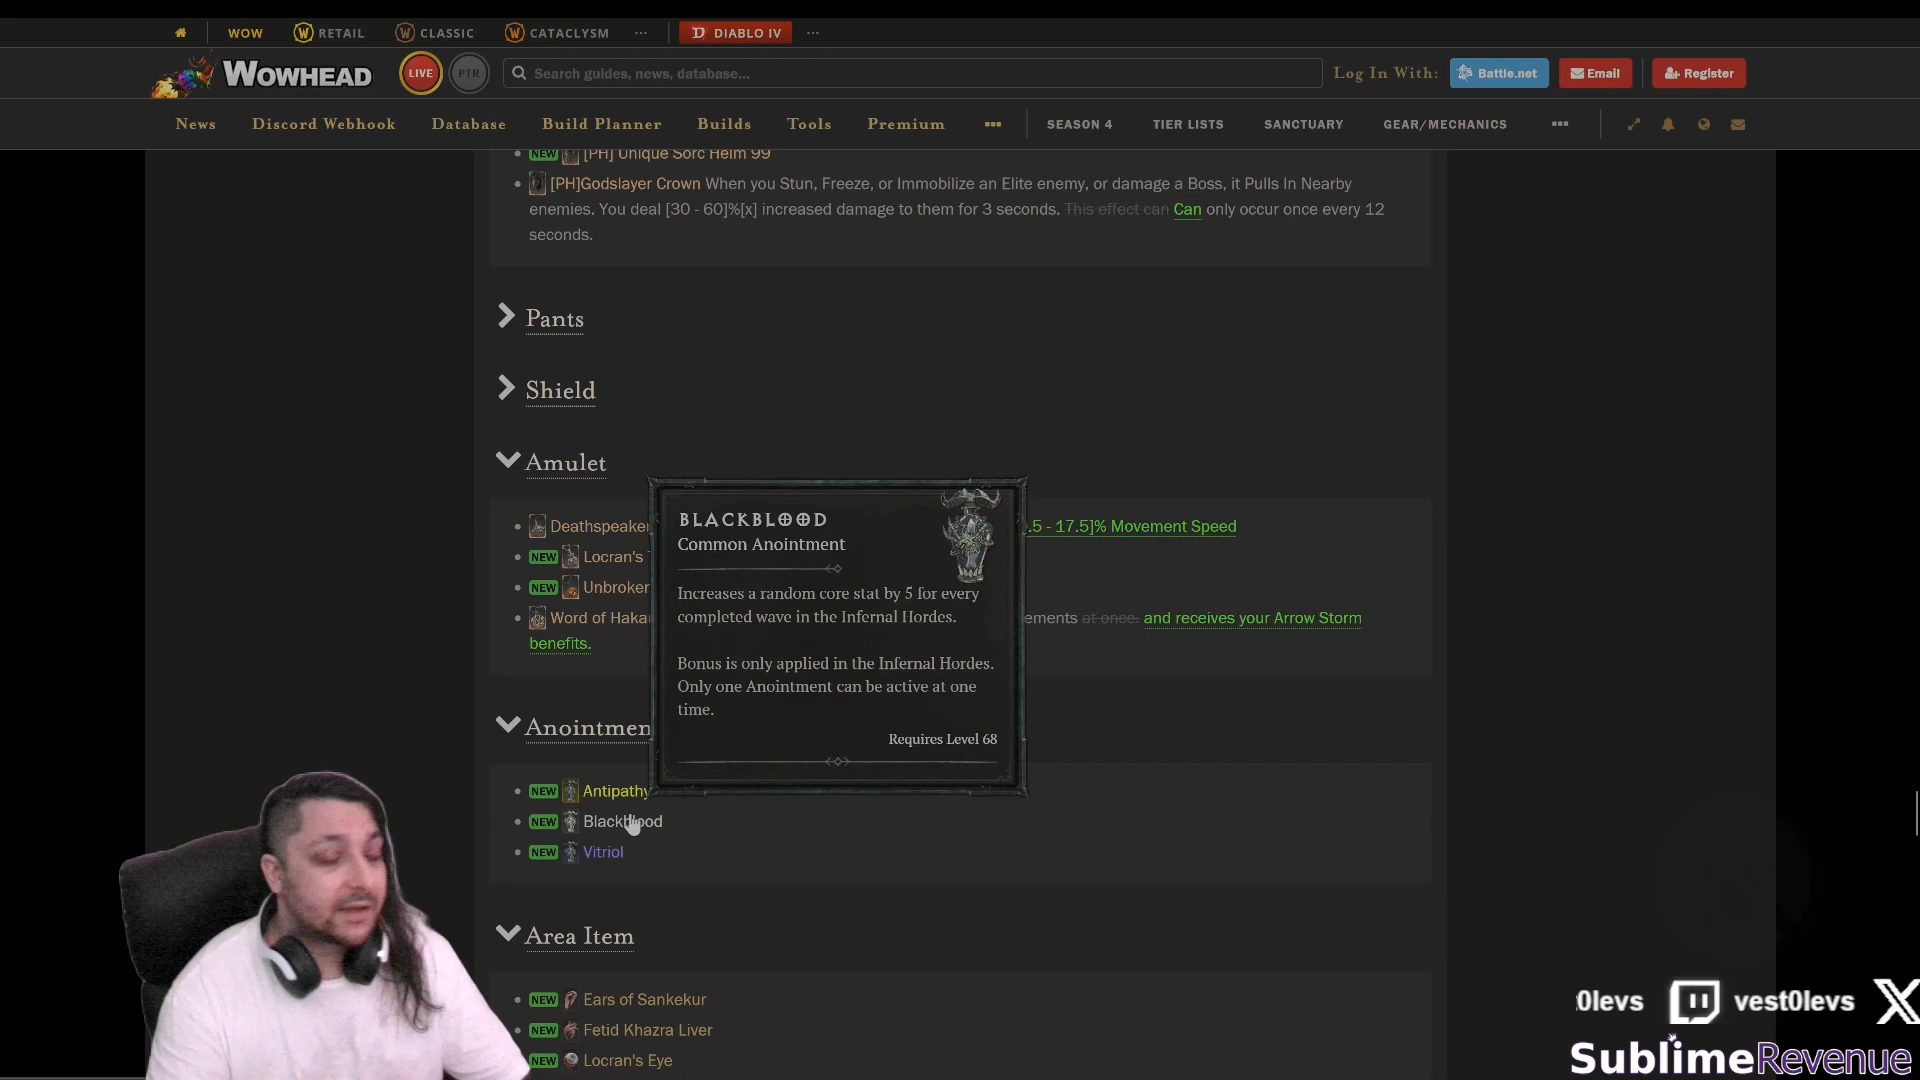 WOW
RETAIL
CLASSIC
CATACLYSM
...
DIABLO IV
...
WOWHEAD
LIVE
PTR
Search guides, news, database...
Log In With:
Battle.net
Email
Register
News
Discord Webhook
Database
Build Planner
Builds
Tools
Premium
SEASON 4
TIER LISTS
SANCTUARY
GEAR/MECHANICS
NEW [PH] Unique Sorc Helm 99
[PH]Godslayer Crown When you Stun, Freeze, or Immobilize an Elite enemy, or damage a Boss, it Pulls In Nearby
enemies. You deal [30 - 60]%[x] increased damage to them for 3 seconds. This effect can Can only occur once every 12
seconds.
Pants
Shield
Amulet
Deathspeaker
.5 - 17.5]% Movement Speed
NEW Locran's
NEW Unbroken
Word of Haka
ements at once. and receives your Arrow Storm
benefits.
BLACKBLOOD
Common Anointment
Increases a random core stat by 5 for every
completed wave in the Infernal Hordes.
Bonus is only applied in the Infernal Hordes.
Only one Anointment can be active at one
time.
Requires Level 68
Anointmen
NEW Antipathy
NEW Blackblood
NEW Vitriol
Area Item
NEW Ears of Sankekur
NEW Fetid Khazra Liver
NEW Locran's Eye
0levs
vest0levs
X
SublimeRevenue